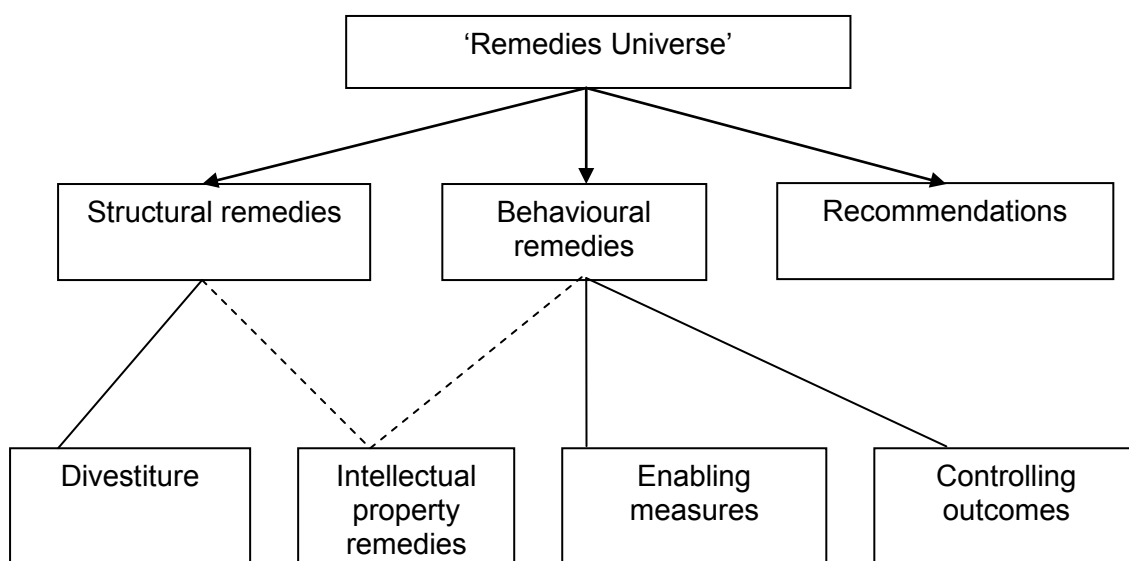 ‘Remedies Universe’
Structural remedies
Behavioural
remedies
Recommendations
Divestiture
Intellectual
property
remedies
Enabling
measures
Controlling
outcomes